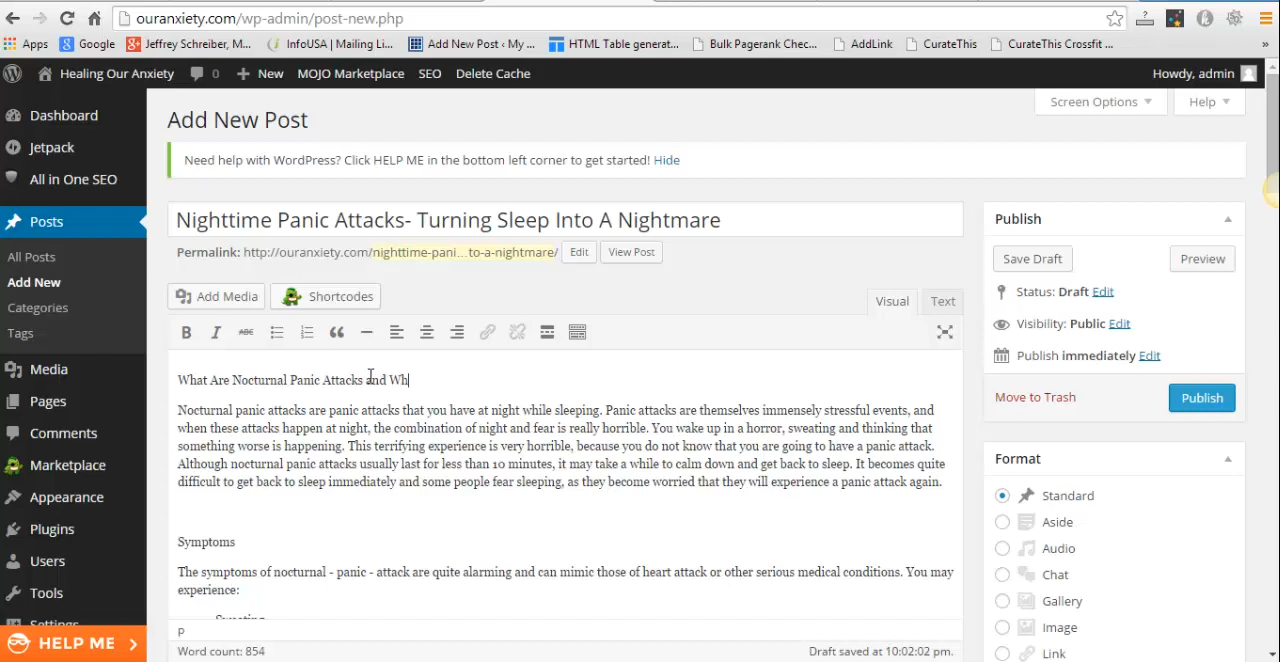 ouranxiety.com/wp-admin/post-new.php
Apps Google Jeffrey Schreiber, M... InfoUSA | Mailing Li... Add New Post ‹ My ... HTML Table generat... Bulk Pagerank Chec... AddLink CurateThis CurateThis Crossfit ... »
Healing Our Anxiety 0 + New MOJO Marketplace SEO Delete Cache Howdy, admin
Dashboard
Jetpack
All in One SEO
Posts
All Posts
Add New
Categories
Tags
Media
Pages
Comments
Marketplace
Appearance
Plugins
Users
Tools
Settings
HELP ME
Screen Options Help
Add New Post
Need help with WordPress? Click HELP ME in the bottom left corner to get started! Hide
Nighttime Panic Attacks- Turning Sleep Into A Nightmare
Permalink: http://ouranxiety.com/nighttime-pani...to-a-nightmare/ Edit View Post
Add Media Shortcodes
Visual Text
B I ABC
What Are Nocturnal Panic Attacks and Wh
Nocturnal panic attacks are panic attacks that you have at night while sleeping. Panic attacks are themselves immensely stressful events, and
when these attacks happen at night, the combination of night and fear is really horrible. You wake up in a horror, sweating and thinking that
something worse is happening. This terrifying experience is very horrible, because you do not know that you are going to have a panic attack.
Although nocturnal panic attacks usually last for less than 10 minutes, it may take a while to calm down and get back to sleep. It becomes quite
difficult to get back to sleep immediately and some people fear sleeping, as they become worried that they will experience a panic attack again.
Symptoms
The symptoms of nocturnal - panic - attack are quite alarming and can mimic those of heart attack or other serious medical conditions. You may
experience:
Sweating
p
Word count: 854 Draft saved at 10:02:02 pm.
Publish
Save Draft Preview
Status: Draft Edit
Visibility: Public Edit
Publish immediately Edit
Move to Trash Publish
Format
Standard
Aside
Audio
Chat
Gallery
Image
Link